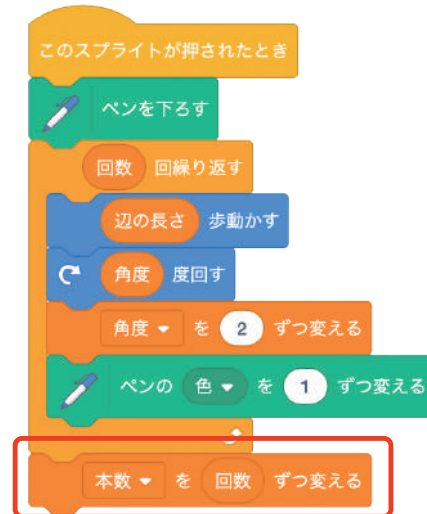 このスプライトが押されたとき
ペンを下ろす
回数 回繰り返す
辺の長さ 歩動かす
角度 度回す
角度 を 2 ずつ変える
ペンの 色 を 1 ずつ変える
本数 を 回数 ずつ変える